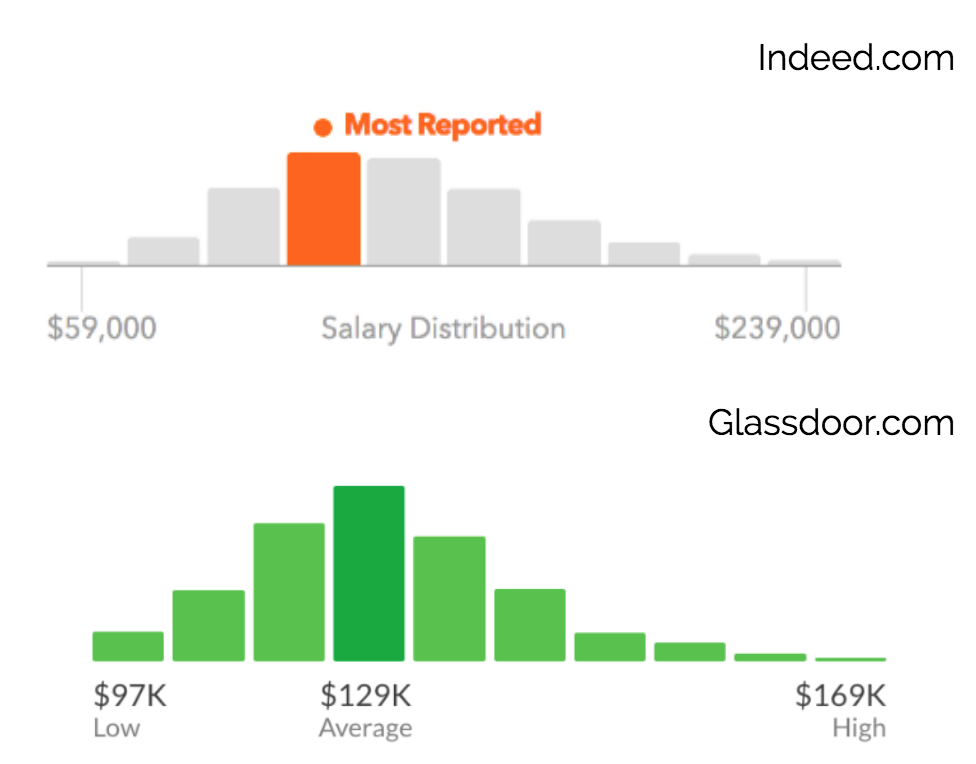 Indeed.com
Most Reported
$59,000 Salary Distribution $239,000
Glassdoor.com
$97K $129K $169K
Low Average High